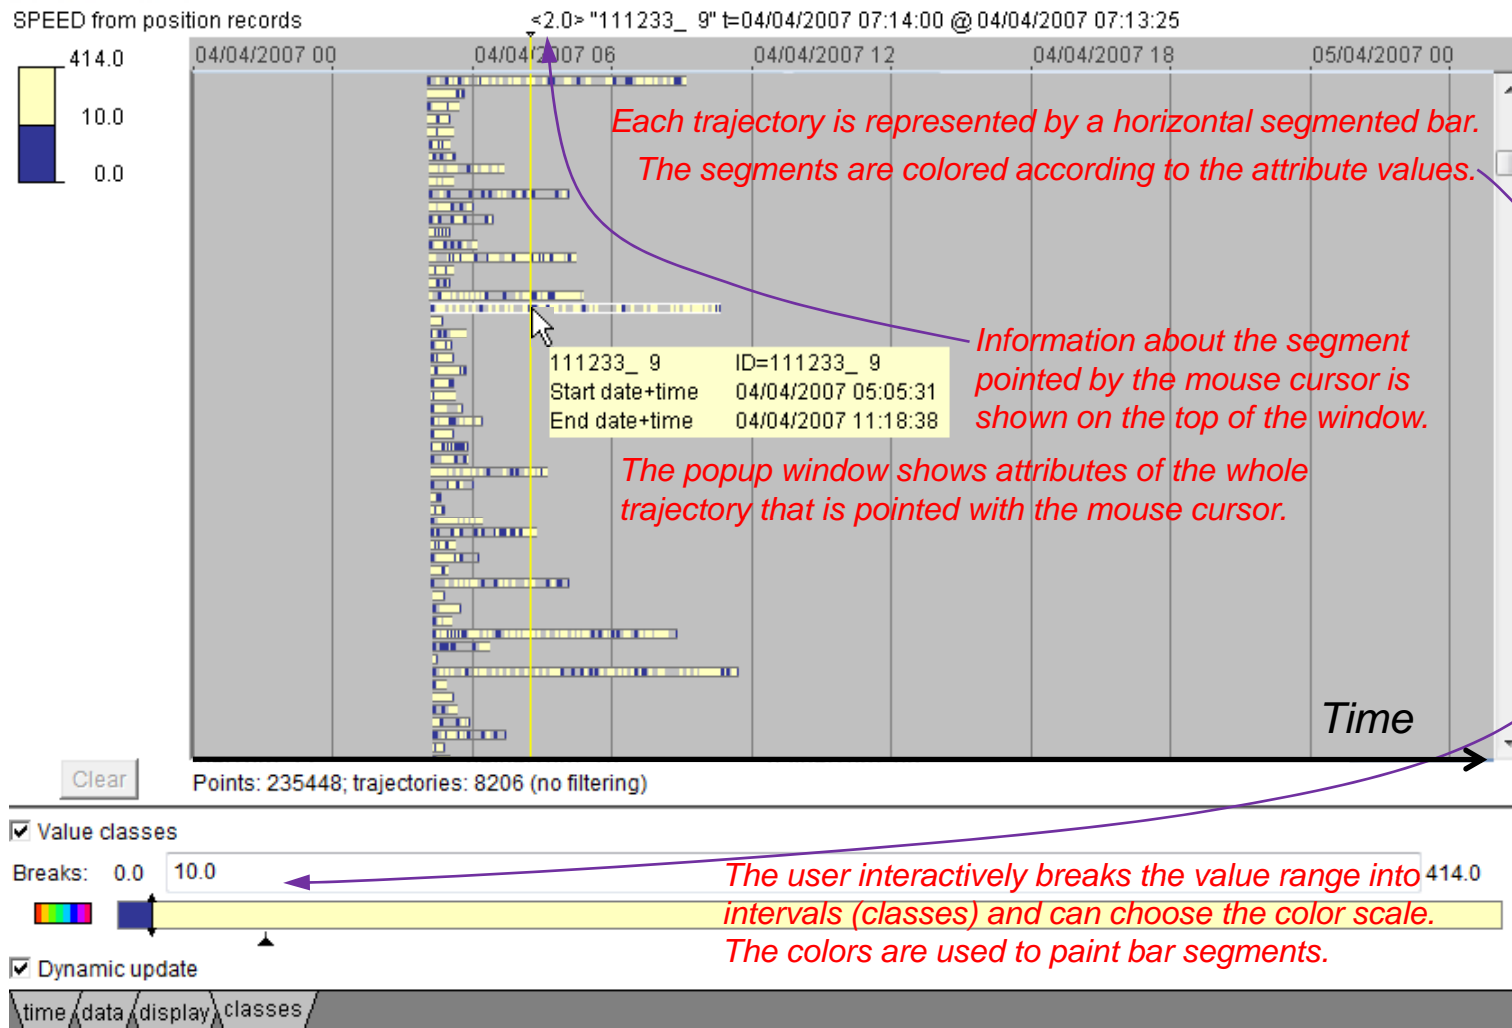 SPEED from position records <2.0> "111233_ 9" t=04/04/2007 07:14:00 @ 04/04/2007 07:13:25
414.0
10.0
0.0
04/04/2007 00 04/04/2007 06 04/04/2007 12 04/04/2007 18 05/04/2007 00
Each trajectory is represented by a horizontal segmented bar.
The segments are colored according to the attribute values.
Information about the segment
pointed by the mouse cursor is
shown on the top of the window.
111233_ 9 ID=111233_ 9
Start date+time 04/04/2007 05:05:31
End date+time 04/04/2007 11:18:38
The popup window shows attributes of the whole
trajectory that is pointed with the mouse cursor.
Time
Clear
Points: 235448; trajectories: 8206 (no filtering)
Value classes
Breaks: 0.0 10.0 414.0
The user interactively breaks the value range into
intervals (classes) and can choose the color scale.
The colors are used to paint bar segments.
Dynamic update
time data display classes